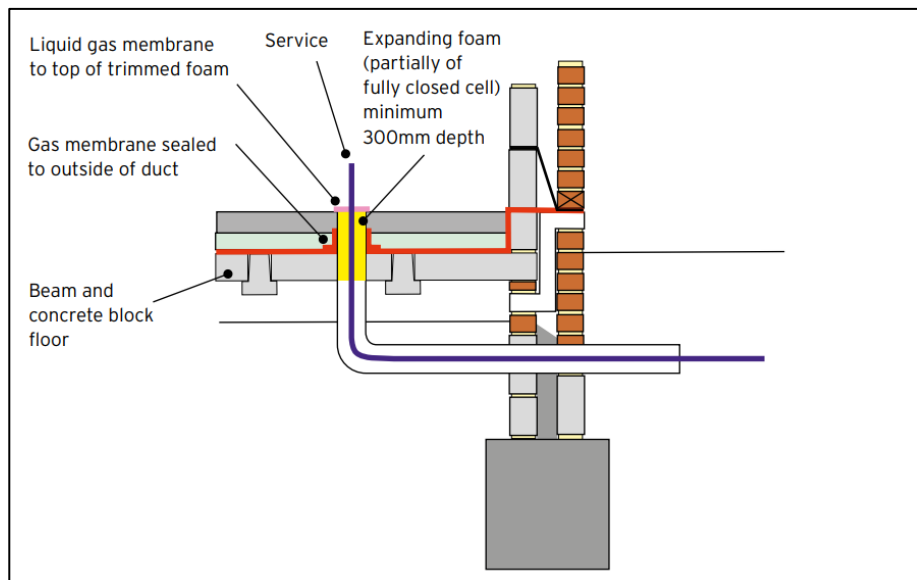 Liquid gas membrane
to top of trimmed foam
Service
Expanding foam
(partially of
fully closed cell)
minimum
300mm depth
Gas membrane sealed
to outside of duct
Beam and
concrete block
floor